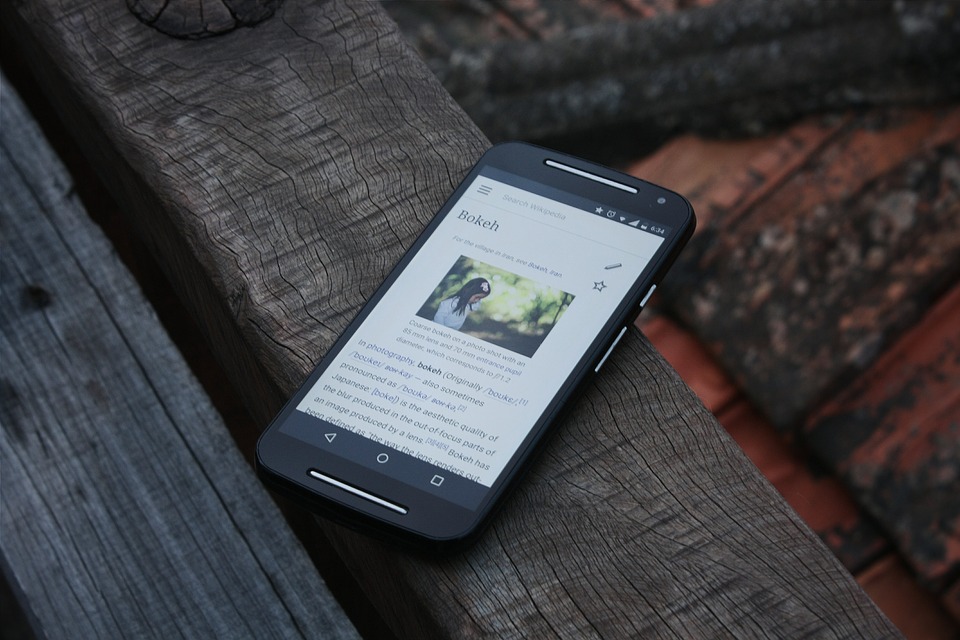 Search Wikipedia
6:34
Bokeh
For the village in Iran, see Bokeh, Iran.
Coarse bokeh on a photo shot with an
85 mm lens and 70 mm entrance pupil
diameter, which corresponds to f/1.2
In photography, bokeh (Originally /ˈboʊkɛ/,[1]
/ˈboʊkeɪ/ BOH-kay — also sometimes
pronounced as /ˈboʊkə/ BOH-kə,[2]
Japanese: [boke]) is the aesthetic quality of
the blur produced in the out-of-focus parts of
an image produced by a lens.[3][4][5] Bokeh has
been defined as "the way the lens renders out-